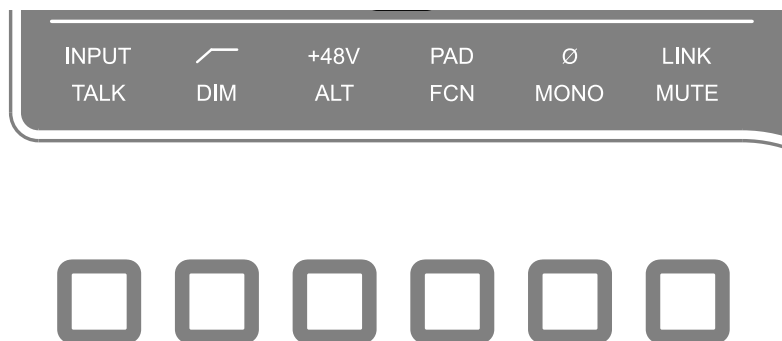 INPUT +48V PAD Ø LINK
TALK DIM ALT FCN MONO MUTE